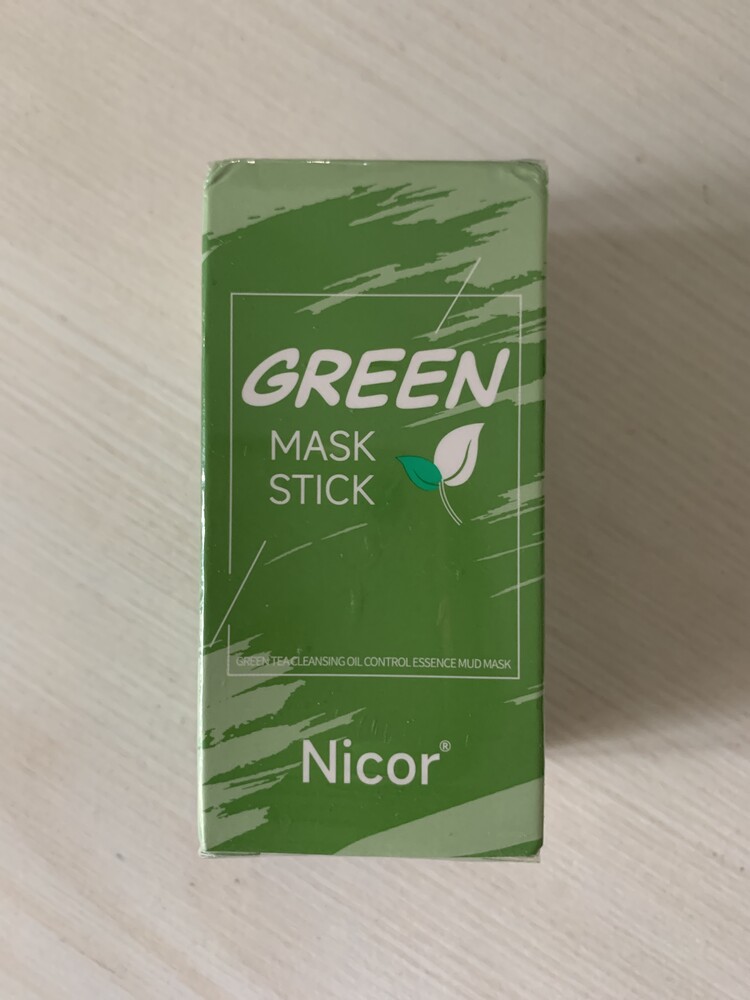 GREEN
MASK
STICK
GREEN TEA CLEANSING OIL CONTROL ESSENCE MUD MASK
Nicor®